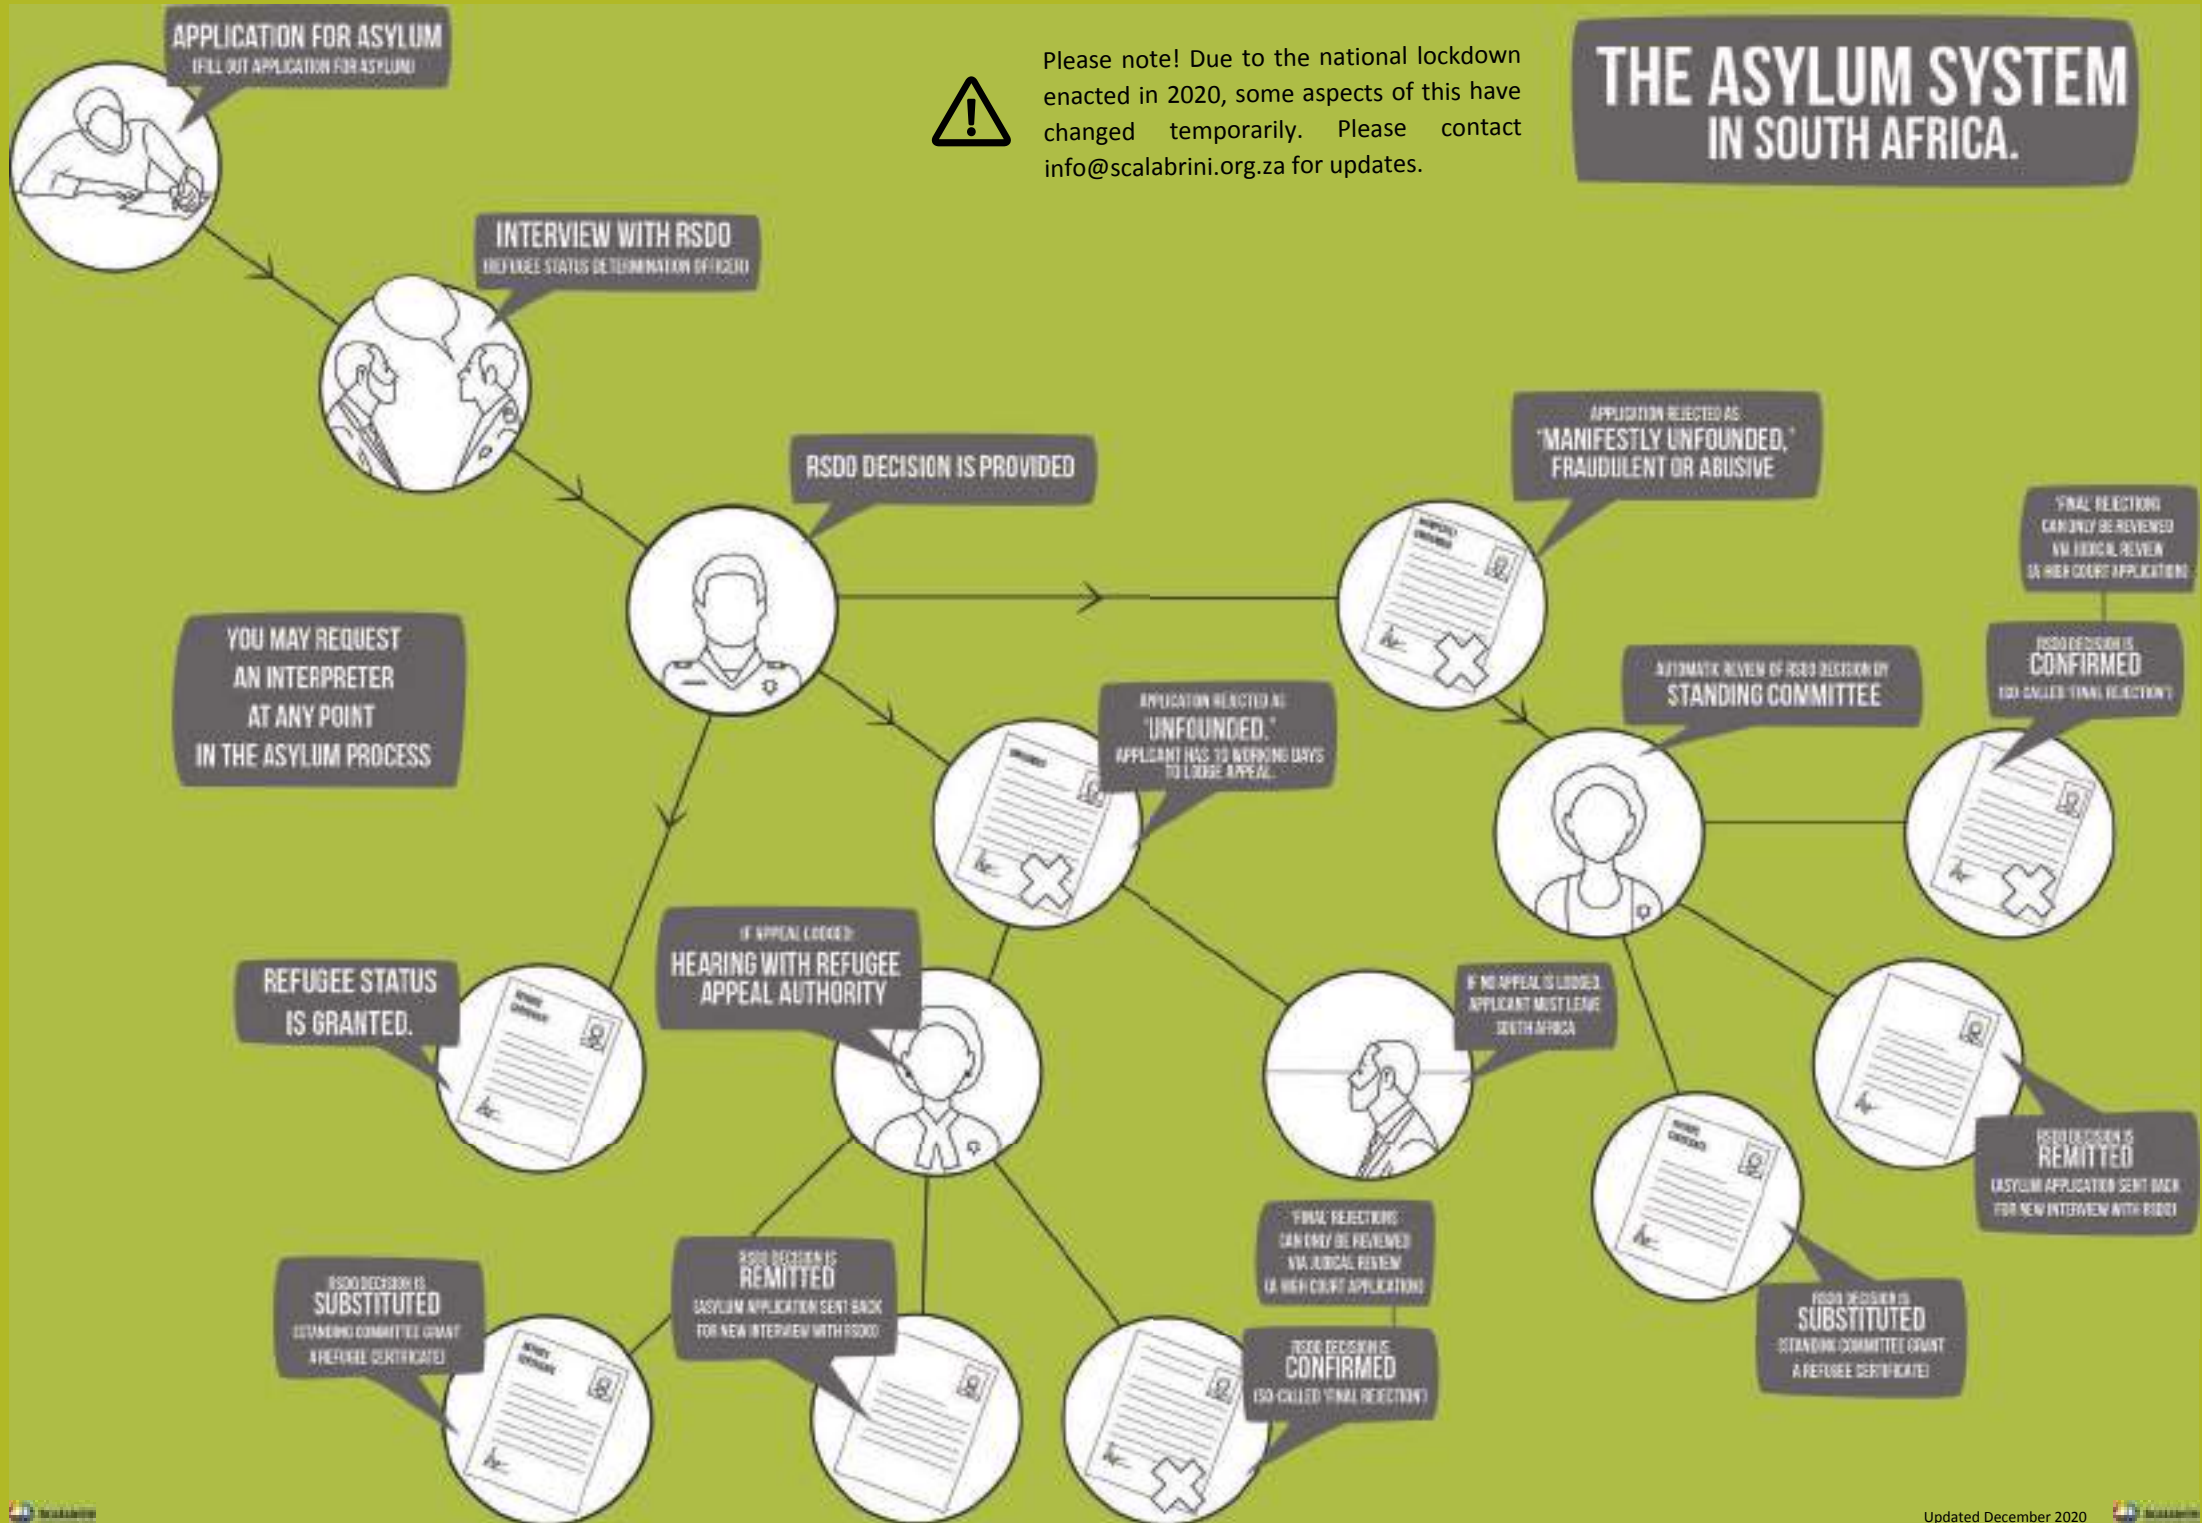 APPLICATION FOR ASYLUM
(FILL OUT APPLICATION FOR ASYLUM)
Please note! Due to the national lockdown
enacted in 2020, some aspects of this have
changed temporarily. Please contact
info@scalabrini.org.za for updates.
THE ASYLUM SYSTEM
IN SOUTH AFRICA.
INTERVIEW WITH RSDO
(REFUGEE STATUS DETERMINATION OFFICER)
RSDO DECISION IS PROVIDED
YOU MAY REQUEST
AN INTERPRETER
AT ANY POINT
IN THE ASYLUM PROCESS
APPLICATION REJECTED AS
"MANIFESTLY UNFOUNDED,"
FRAUDULENT OR ABUSIVE
AUTOMATIC REVIEW OF RSDO DECISION BY
STANDING COMMITTEE
'FINAL' REJECTIONS
CAN ONLY BE REVIEWED
VIA JUDICAL REVIEW
(A HIGH COURT APPLICATION)
RSDO DECISION IS
CONFIRMED
(SO-CALLED 'FINAL REJECTION')
APPLICATION REJECTED AS
"UNFOUNDED."
APPLICANT HAS 10 WORKING DAYS
TO LODGE APPEAL.
REFUGEE STATUS
IS GRANTED.
IF APPEAL LODGED:
HEARING WITH REFUGEE
APPEAL AUTHORITY
IF NO APPEAL IS LODGED,
APPLICANT MUST LEAVE
SOUTH AFRICA
RSDO DECISION IS
REMITTED
(ASYLUM APPLICATION SENT BACK
FOR NEW INTERVIEW WITH RSDO)
RSDO DECISION IS
SUBSTITUTED
(STANDING COMMITTEE GRANT
A REFUGEE CERTIFICATE)
RSDO DECISION IS
SUBSTITUTED
(STANDING COMMITTEE GRANT
A REFUGEE CERTIFICATE)
RSDO DECISION IS
REMITTED
(ASYLUM APPLICATION SENT BACK
FOR NEW INTERVIEW WITH RSDO)
'FINAL' REJECTIONS
CAN ONLY BE REVIEWED
VIA JUDICAL REVIEW
(A HIGH COURT APPLICATION)
RSDO DECISION IS
CONFIRMED
(SO-CALLED 'FINAL REJECTION')
Updated December 2020